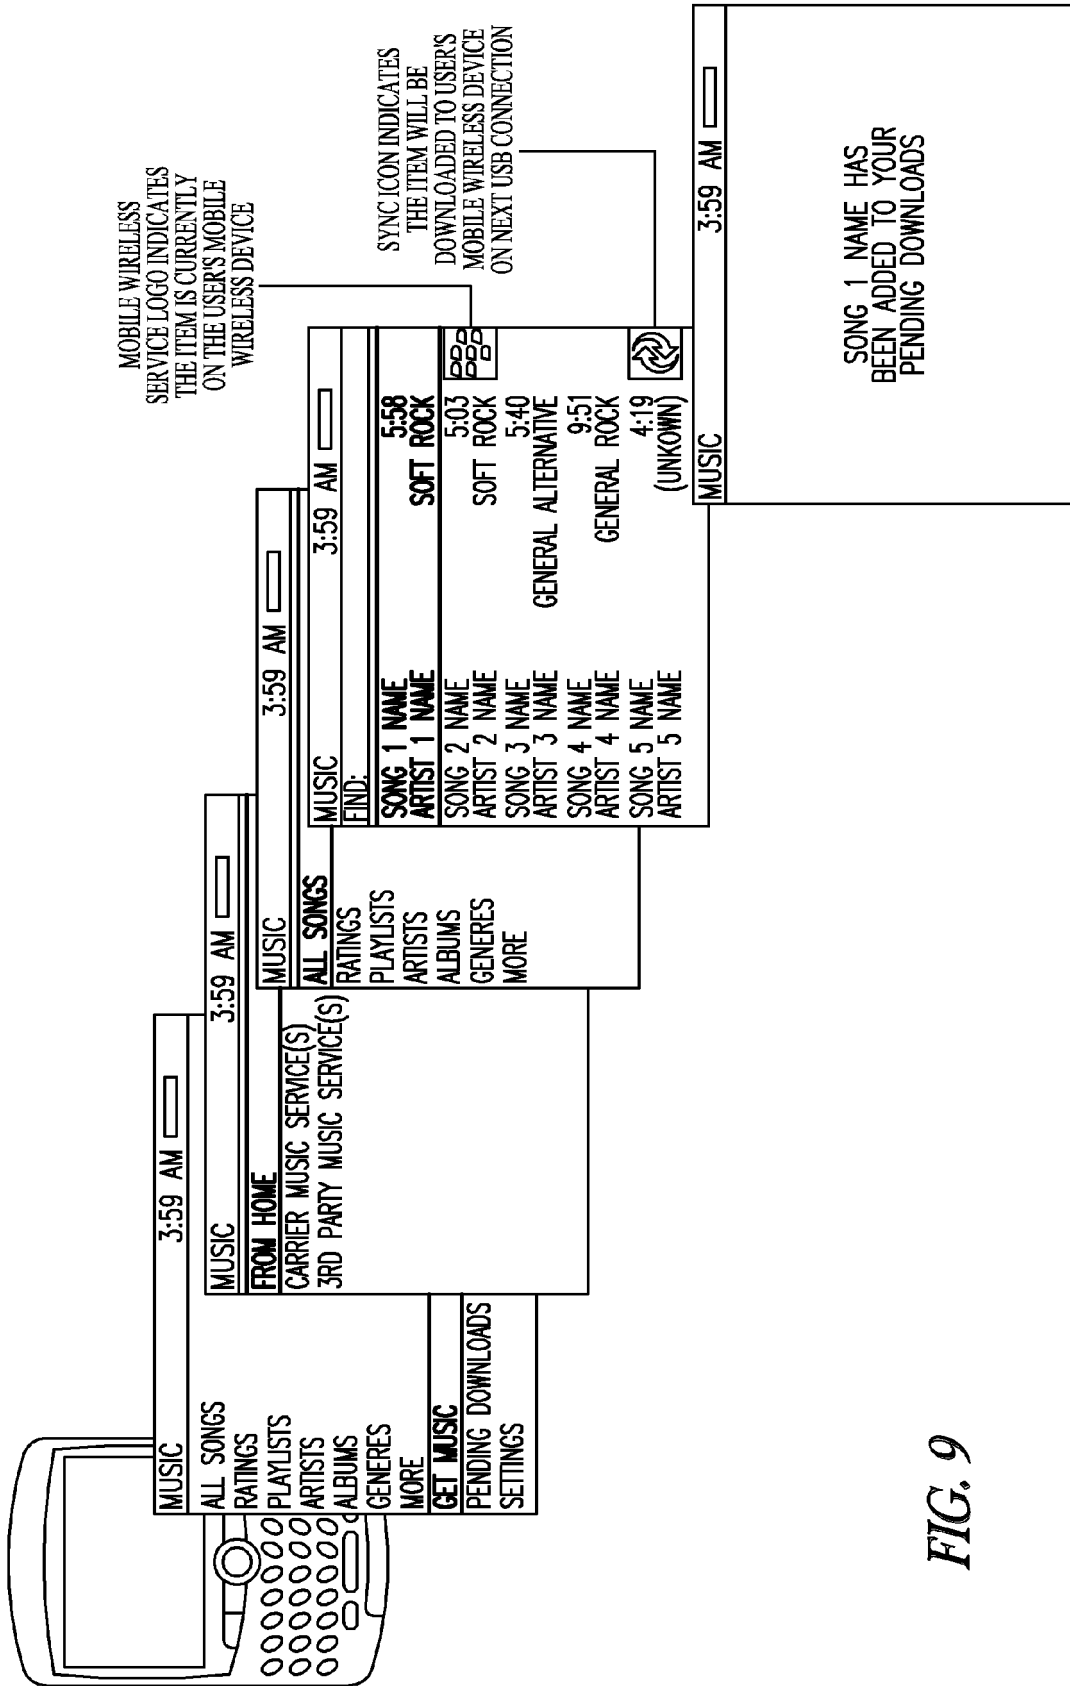 MUSIC 3:59 AM
ALL SONGS
RATINGS
PLAYLISTS
ARTISTS
ALBUMS
GENERES
MORE
GET MUSIC
PENDING DOWNLOADS
SETTINGS
MUSIC 3:59 AM
FROM HOME
CARRIER MUSIC SERVICE(S)
3RD PARTY MUSIC SERVICE(S)
MUSIC 3:59 AM
ALL SONGS
RATINGS
PLAYLISTS
ARTISTS
ALBUMS
GENERES
MORE
MUSIC 3:59 AM
FIND:
SONG 1 NAME 5:58
ARTIST 1 NAME SOFT ROCK
SONG 2 NAME 5:03
ARTIST 2 NAME SOFT ROCK
SONG 3 NAME 5:40
ARTIST 3 NAME GENERAL ALTERNATIVE
SONG 4 NAME 9:51
ARTIST 4 NAME GENERAL ROCK
SONG 5 NAME 4:19
ARTIST 5 NAME (UNKOWN)
MOBILE WIRELESS
SERVICE LOGO INDICATES
THE ITEM IS CURRENTLY
ON THE USER'S MOBILE
WIRELESS DEVICE
SYNC ICON INDICATES
THE ITEM WILL BE
DOWNLOADED TO USER'S
MOBILE WIRELESS DEVICE
ON NEXT USB CONNECTION
MUSIC 3:59 AM
SONG 1 NAME HAS
BEEN ADDED TO YOUR
PENDING DOWNLOADS
FIG. 9